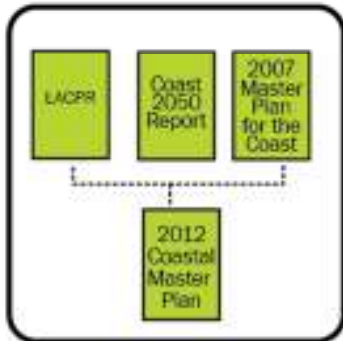 LACPR
Coast
2050
Report
2007
Master
Plan
for the
Coast
2012
Coastal
Master
Plan